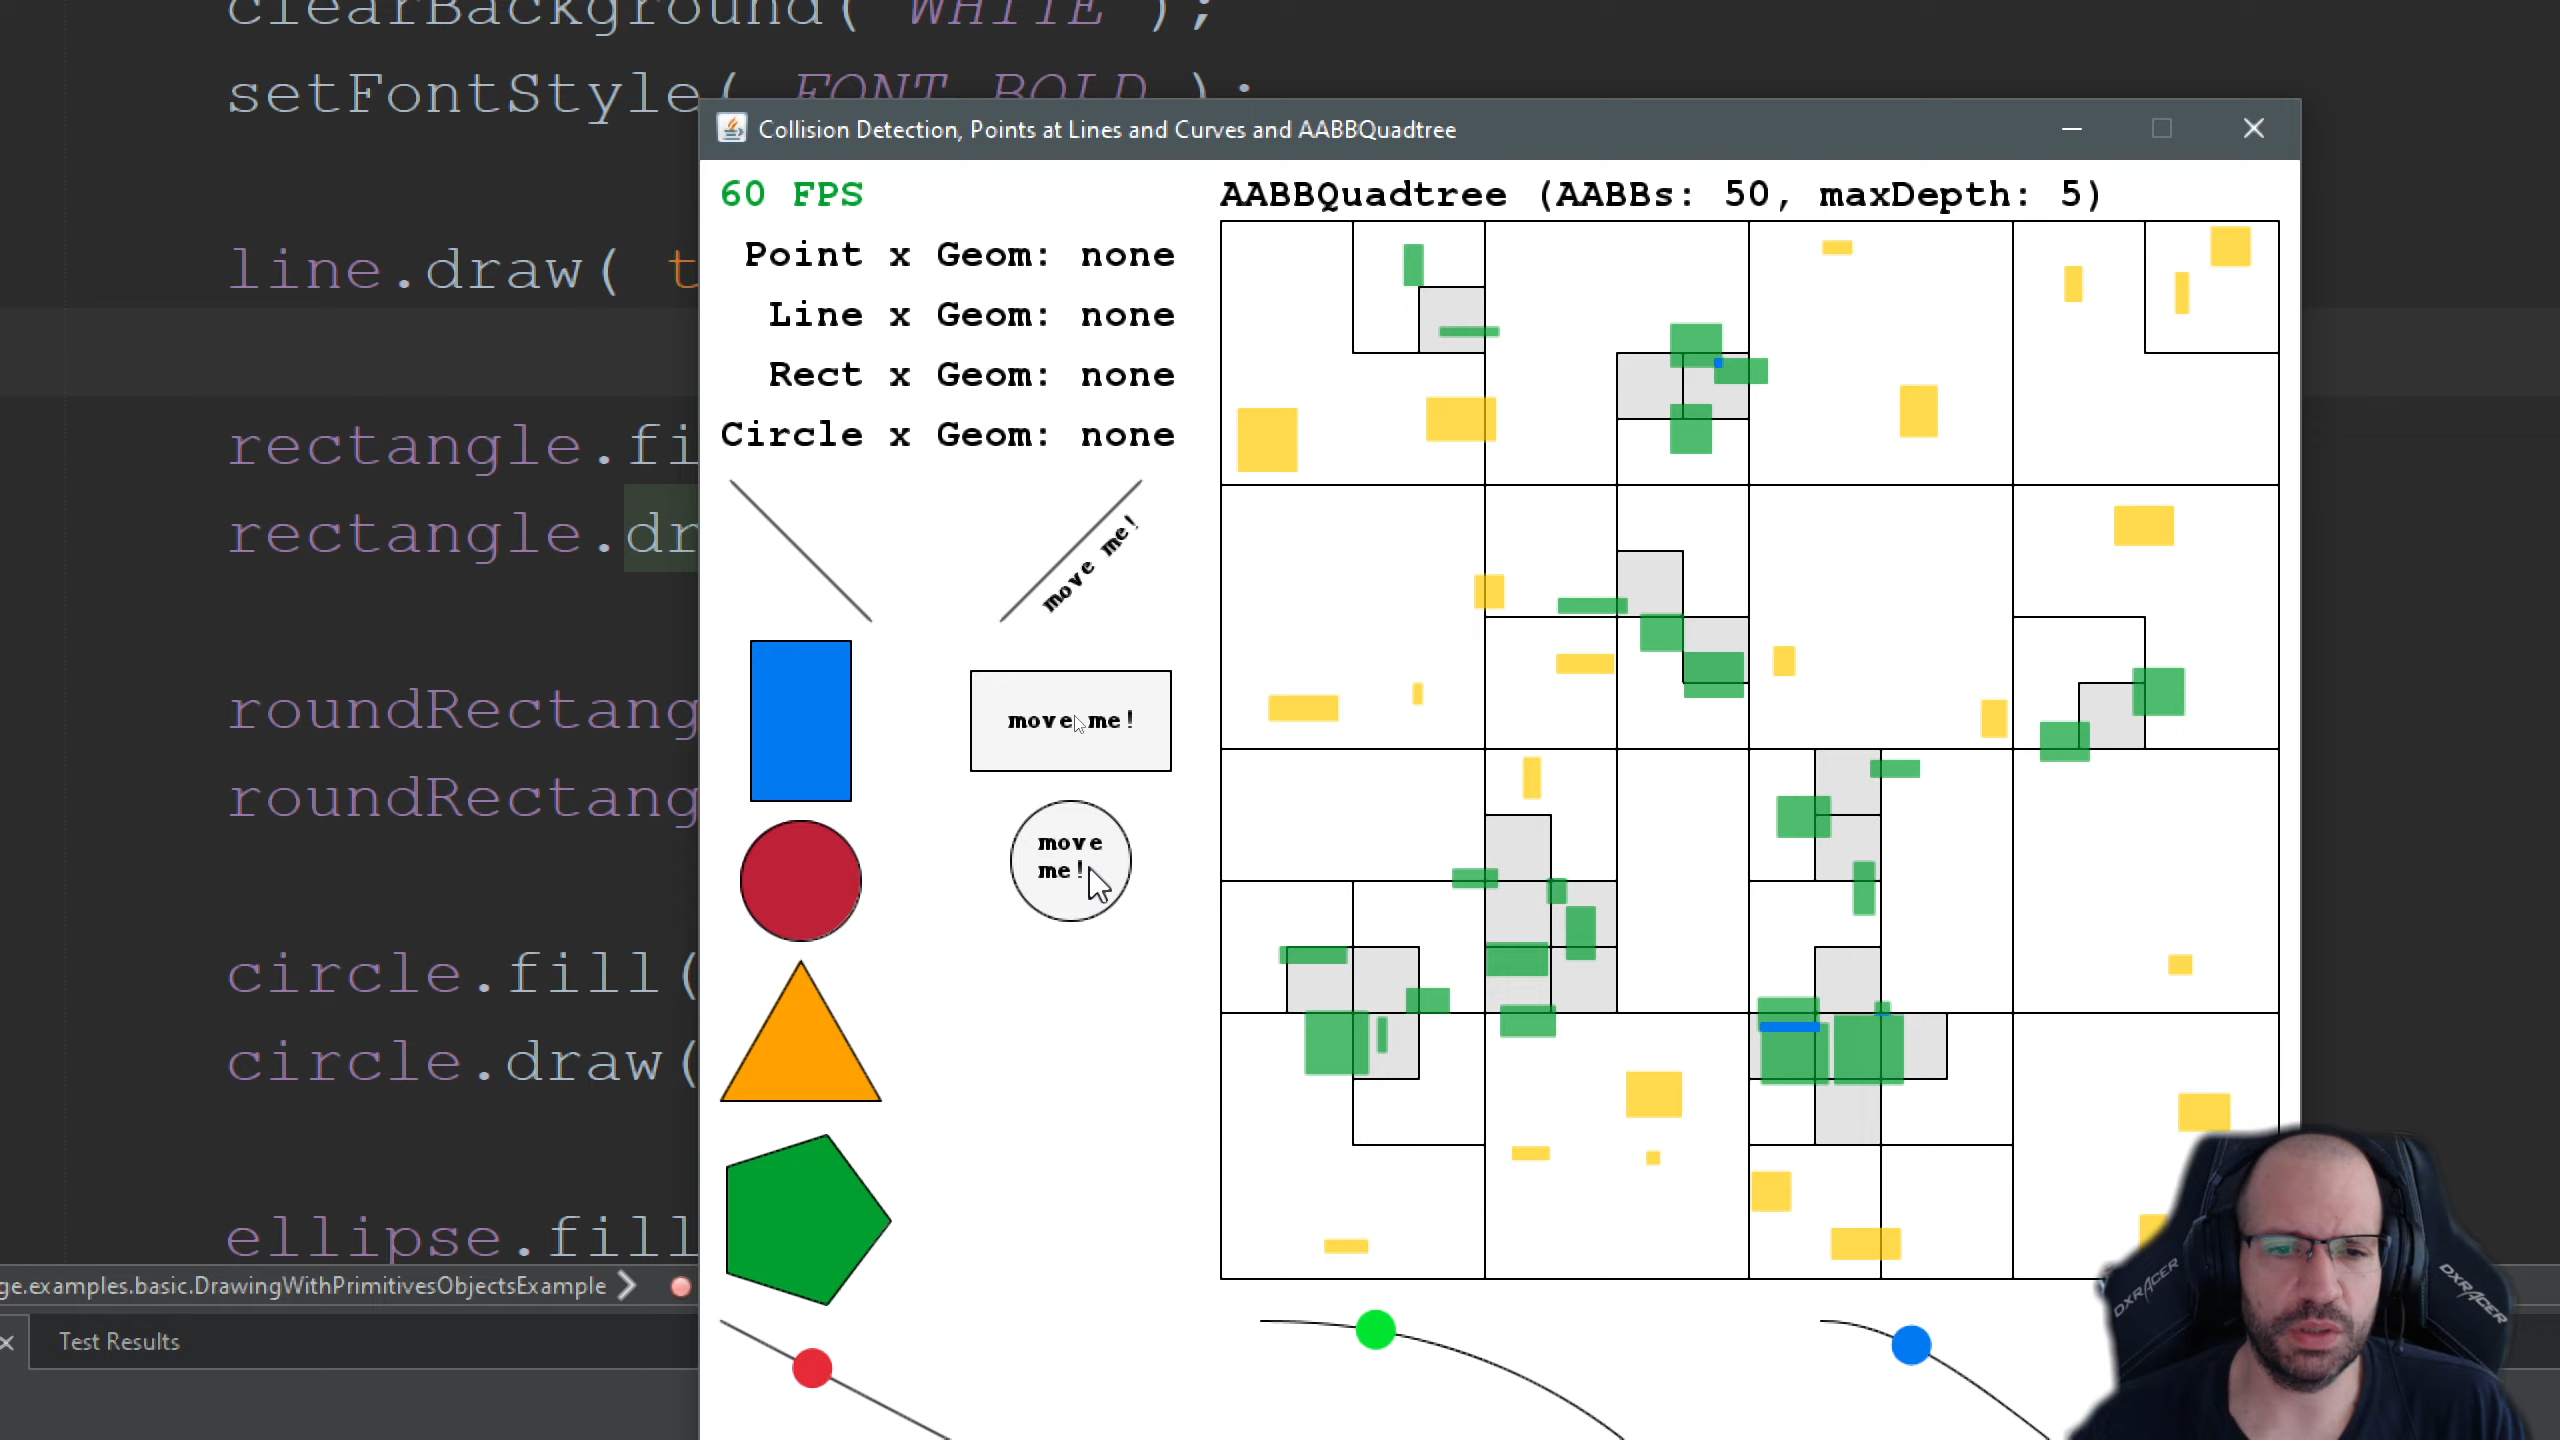 clearBackground( WHITE );
setFontStyle( FONT_BOLD );
line.draw( t
rectangle.fi
rectangle.dr
roundRectang
roundRectang
circle.fill(
circle.draw(
ellipse.fill
ge.examples.basic.DrawingWithPrimitivesObjectsExample
Test Results
Collision Detection, Points at Lines and Curves and AABBQuadtree
60 FPS
Point x Geom: none
Line x Geom: none
Rect x Geom: none
Circle x Geom: none
move me!
move me!
move
me!
AABBQuadtree (AABBs: 50, maxDepth: 5)
DXRACER
DXRACER